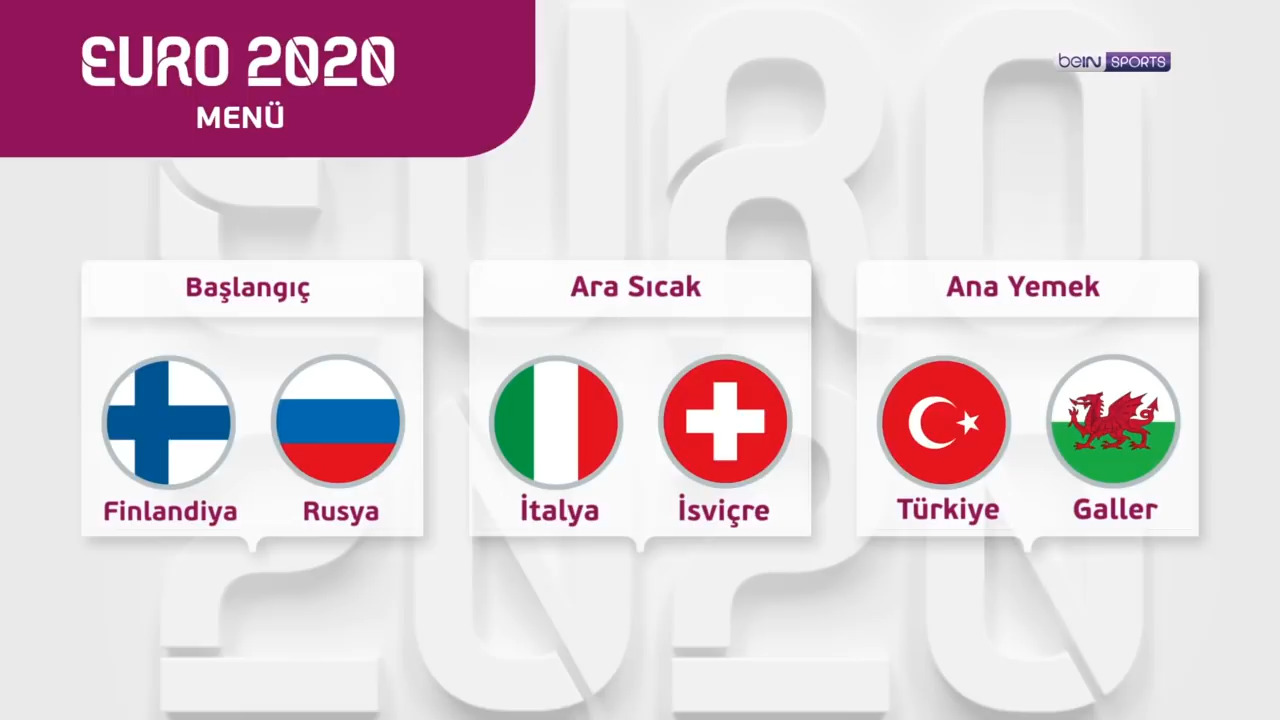 EURO 2020
MENÜ
beIN SPORTS
Başlangıç
Ara Sıcak
Ana Yemek
Finlandiya
Rusya
İtalya
İsviçre
Türkiye
Galler